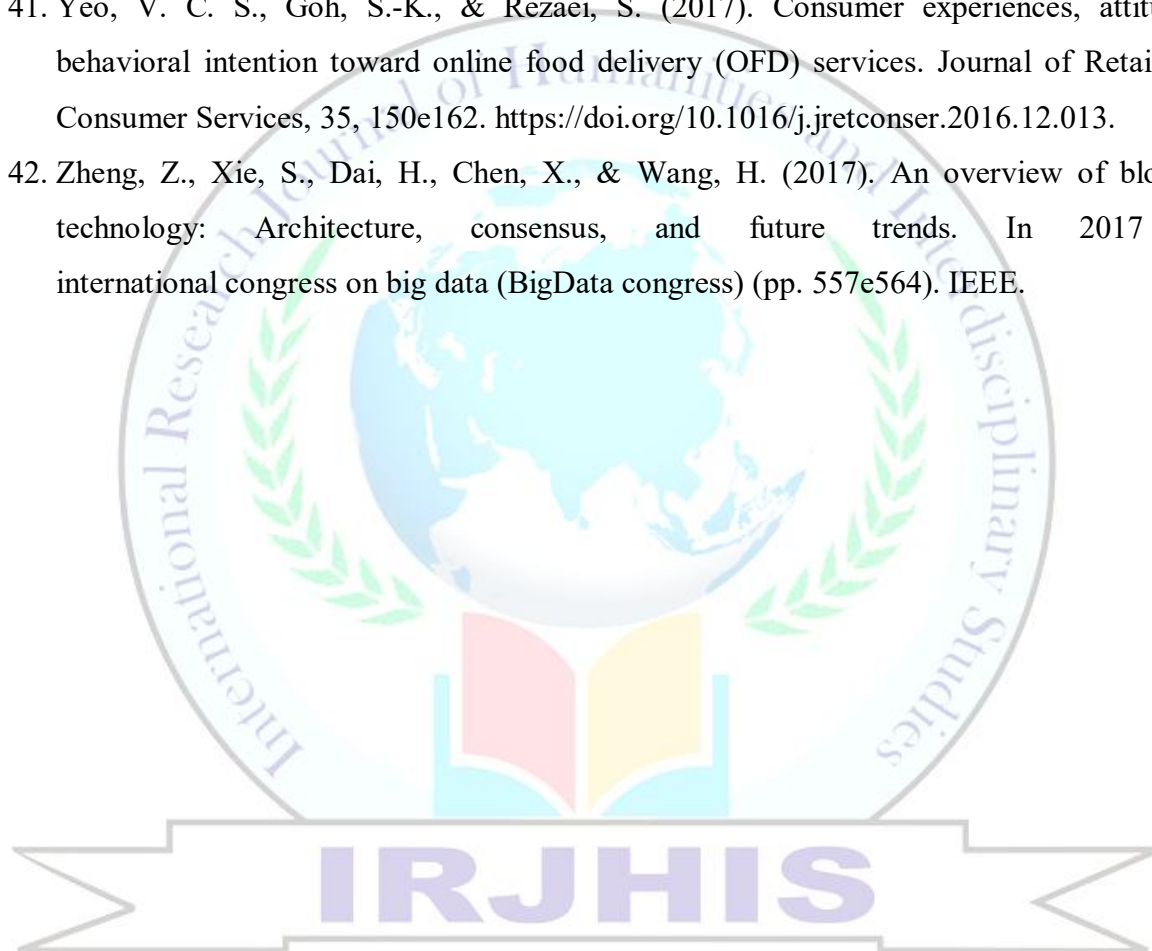 41. Yeo, V. C. S., Goh, S.-K., & Rezaei, S. (2017). Consumer experiences,
behavioral intention toward online food delivery (OFD) services. Journal of
Consumer Services, 35, 150e162. https://doi.org/10.1016/j.jretconser.2016.12.013.
42. Zheng, Z., Xie, S., Dai, H., Chen, X., & Wang, H. (2017). An overview of
technology: Architecture, consensus, and future trends. In 2017
international congress on big data (BigData congress) (pp. 557e564). IEEE.
International Research Journal of Humanities and Interdisciplinary Studies
IRJHIS